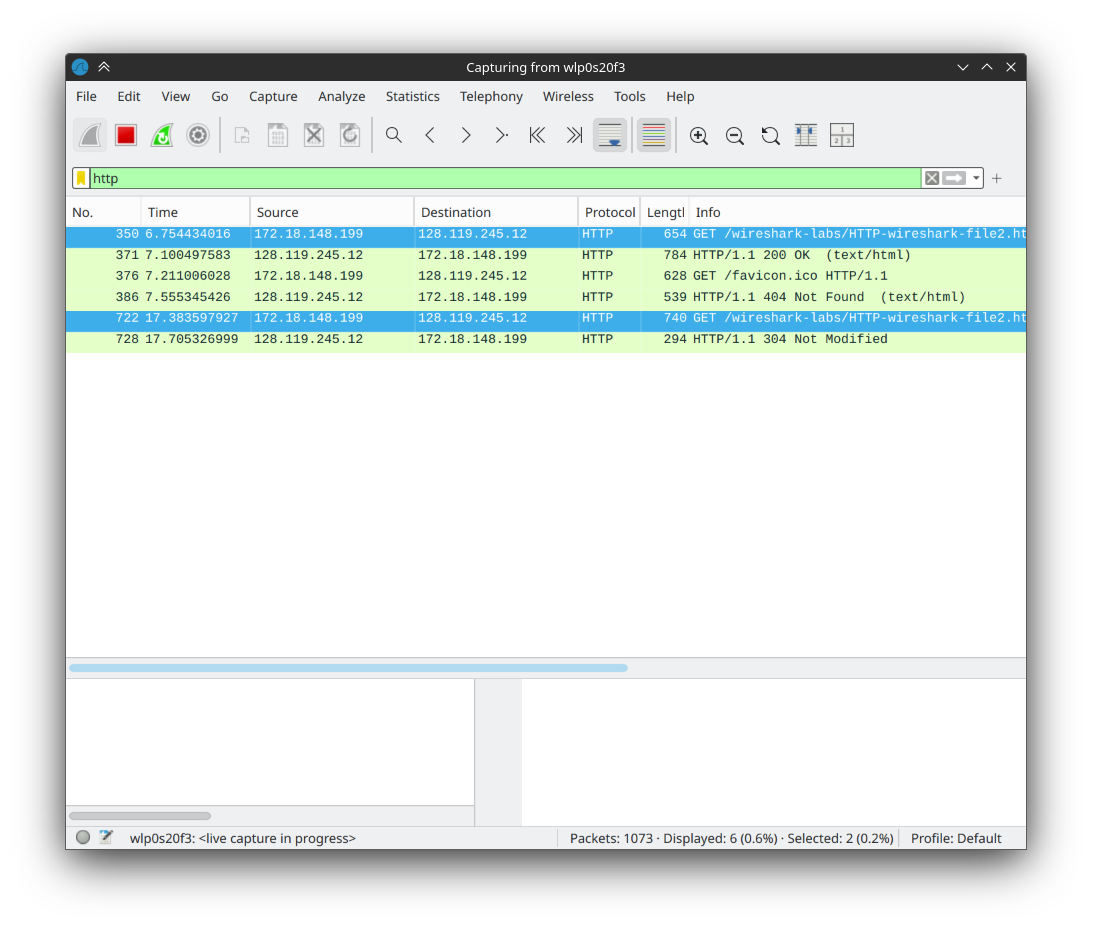 Capturing from wlp0s20f3
File Edit View Go Capture Analyze Statistics Telephony Wireless Tools Help
http
No. Time Source Destination Protocol Lengtl Info
350 6.754434016 172.18.148.199 128.119.245.12 HTTP 654 GET /wireshark-labs/HTTP-wireshark-file2.ht
371 7.100497583 128.119.245.12 172.18.148.199 HTTP 784 HTTP/1.1 200 OK (text/html)
376 7.211006028 172.18.148.199 128.119.245.12 HTTP 628 GET /favicon.ico HTTP/1.1
386 7.555345426 128.119.245.12 172.18.148.199 HTTP 539 HTTP/1.1 404 Not Found (text/html)
722 17.383597927 172.18.148.199 128.119.245.12 HTTP 740 GET /wireshark-labs/HTTP-wireshark-file2.ht
728 17.705326999 128.119.245.12 172.18.148.199 HTTP 294 HTTP/1.1 304 Not Modified
wlp0s20f3: <live capture in progress> Packets: 1073 · Displayed: 6 (0.6%) · Selected: 2 (0.2%) Profile: Default